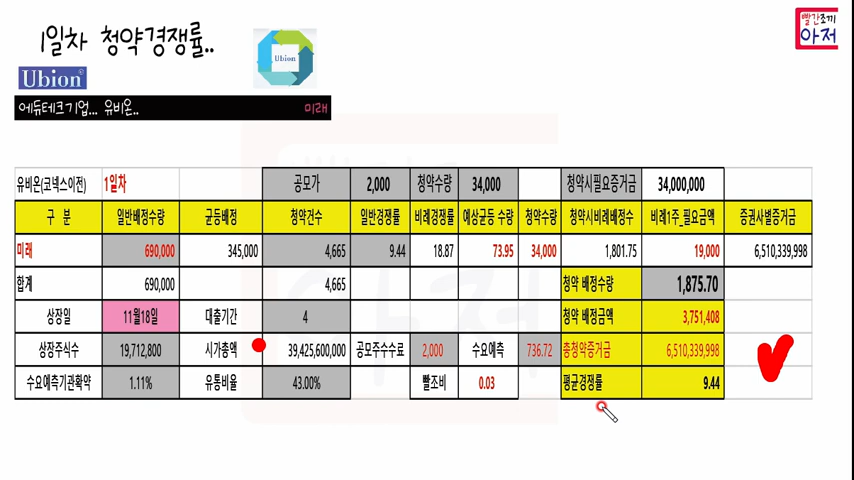 1일차 청약경쟁률..
빨간조끼
아저
Ubion
Ubion
에듀테크기업... 유비온.. 미래
유비온(코넥스이전) 1일차 공모가 2,000 청약수량 34,000 청약시필요증거금 34,000,000
구 분 일반배정수량 균등배정 청약건수 일반경쟁률 비례경쟁률 예상균등 수량 청약수량 청약시비례배정수 비례1주_필요금액 증권사별증거금
미래 690,000 345,000 4,665 9.44 18.87 73.95 34,000 1,801.75 19,000 6,510,339,998
합계 690,000 4,665 청약 배정수량 1,875.70
상장일 11월18일 대출기간 4 청약 배정금액 3,751,408
상장주식수 19,712,800 시가총액 39,425,600,000 공모주수수료 2,000 수요예측 736.72 총청약증거금 6,510,339,998
수요예측기관확약 1.11% 유통비율 43.00% 빨조비 0.03 평균경쟁률 9.44